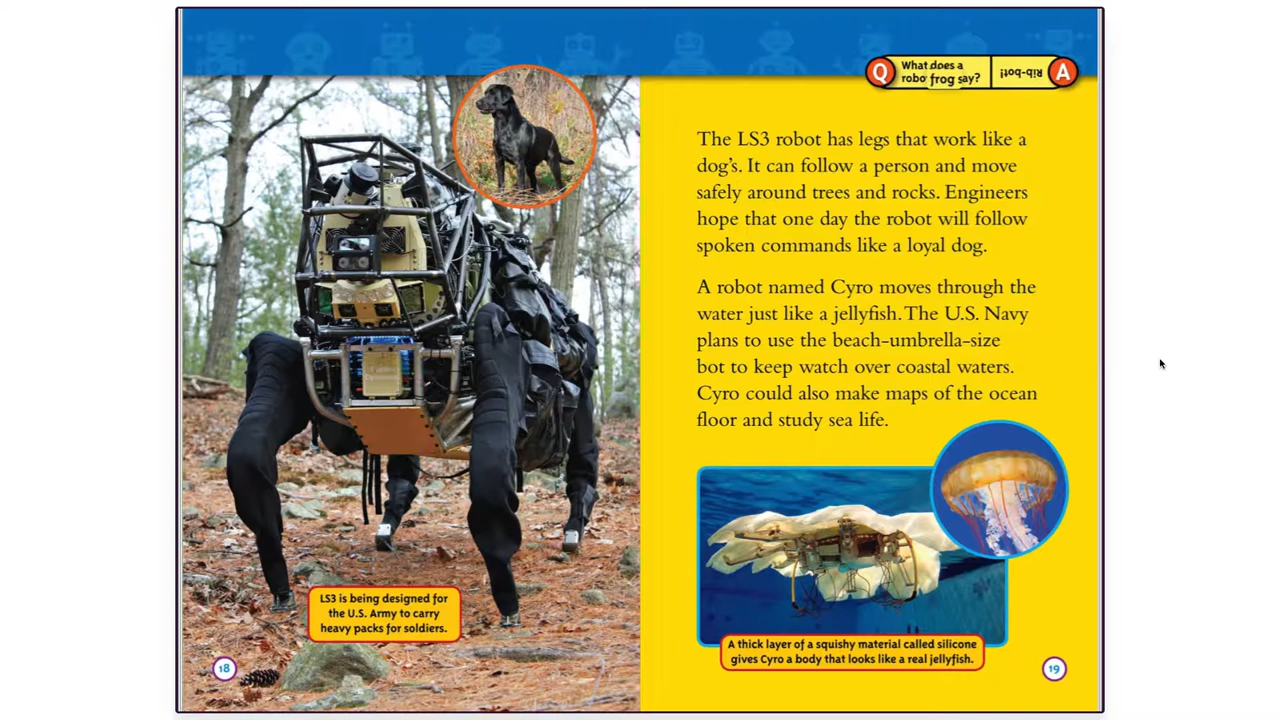 Q What does a
robo frog say?
Rib-bot!
A
The LS3 robot has legs that work like a
dog's. It can follow a person and move
safely around trees and rocks. Engineers
hope that one day the robot will follow
spoken commands like a loyal dog.
A robot named Cyro moves through the
water just like a jellyfish. The U.S. Navy
plans to use the beach-umbrella-size
bot to keep watch over coastal waters.
Cyro could also make maps of the ocean
floor and study sea life.
LS3 is being designed for
the U.S. Army to carry
heavy packs for soldiers.
A thick layer of a squishy material called silicone
gives Cyro a body that looks like a real jellyfish.
18
19